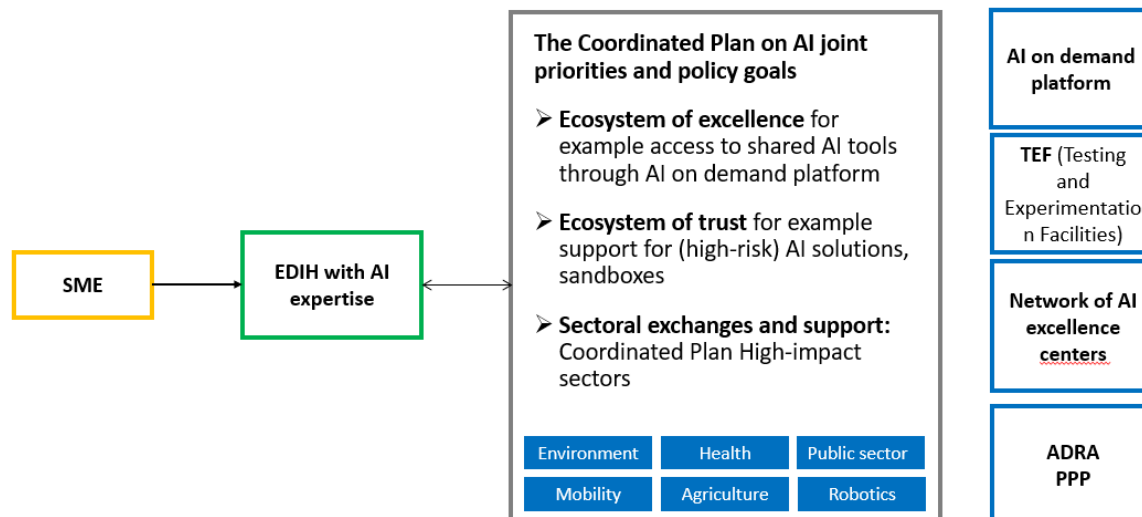 SME
EDIH with AI
expertise
The Coordinated Plan on AI joint
priorities and policy goals
➤ Ecosystem of excellence for
example access to shared AI tools
through AI on demand platform
➤ Ecosystem of trust for example
support for (high-risk) AI solutions,
sandboxes
➤ Sectoral exchanges and support:
Coordinated Plan High-impact
sectors
Environment
Health
Public sector
Mobility
Agriculture
Robotics
AI on demand
platform
TEF (Testing
and
Experimentatio
n Facilities)
Network of AI
excellence
centers
ADRA
PPP